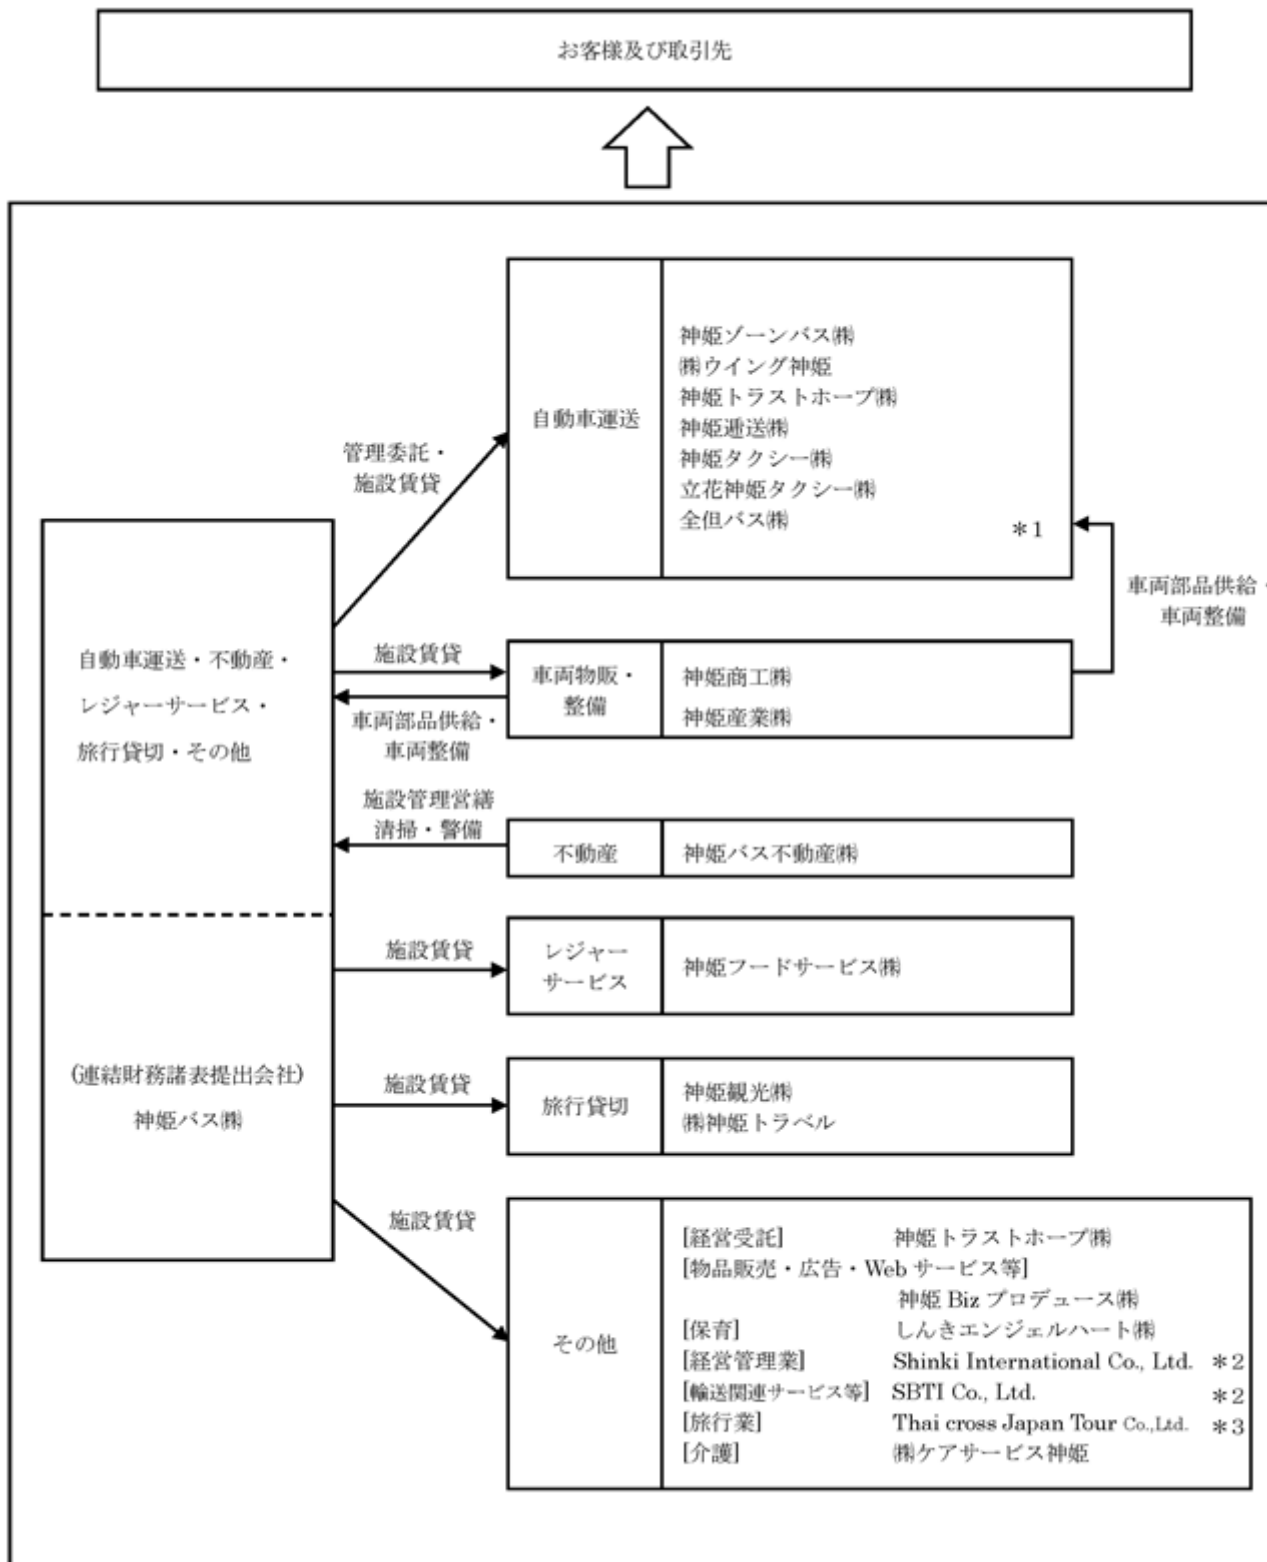 お客様及び取引先
自動車運送
神姫ゾーンバス㈱
㈱ウイング神姫
神姫トラストホープ㈱
神姫逓送㈱
神姫タクシー㈱
立花神姫タクシー㈱
全但バス㈱
＊1
管理委託・
施設賃貸
車両部品供給・
車両整備
自動車運送・不動産・
レジャーサービス・
旅行貸切・その他
施設賃貸
車両物販・
整備
神姫商工㈱
神姫産業㈱
車両部品供給・
車両整備
施設管理営繕
清掃・警備
不動産
神姫バス不動産㈱
施設賃貸
レジャー
サービス
神姫フードサービス㈱
(連結財務諸表提出会社)
神姫バス㈱
施設賃貸
旅行貸切
神姫観光㈱
㈱神姫トラベル
施設賃貸
その他
[経営受託] 神姫トラストホープ㈱
[物品販売・広告・Web サービス等]
神姫 Biz プロデュース㈱
[保育] しんきエンジェルハート㈱
[経営管理業] Shinki International Co., Ltd. ＊2
[輸送関連サービス等] SBTI Co., Ltd. ＊2
[旅行業] Thai cross Japan Tour Co.,Ltd. ＊3
[介護] ㈱ケアサービス神姫